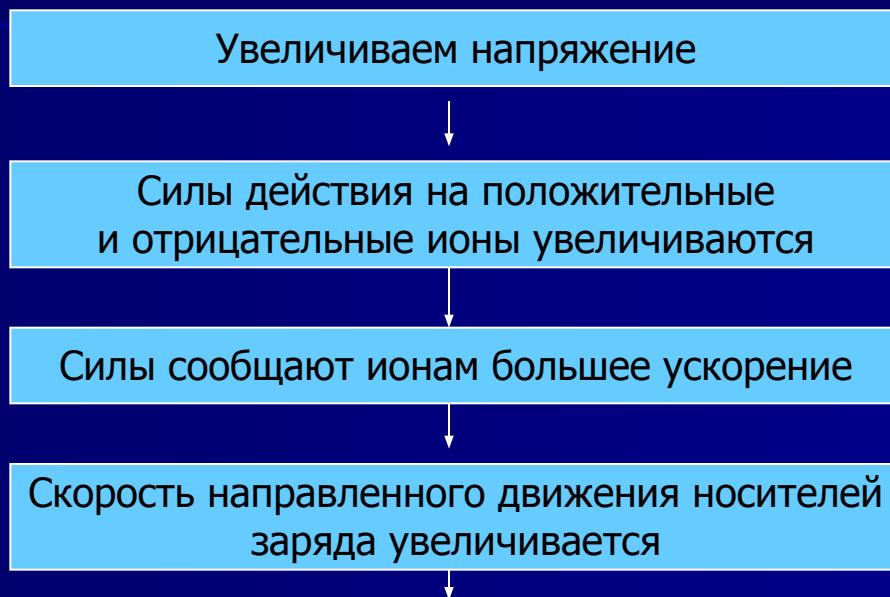 Увеличиваем напряжение
Силы действия на положительные
и отрицательные ионы увеличиваются
Силы сообщают ионам большее ускорение
Скорость направленного движения носителей
заряда увеличивается